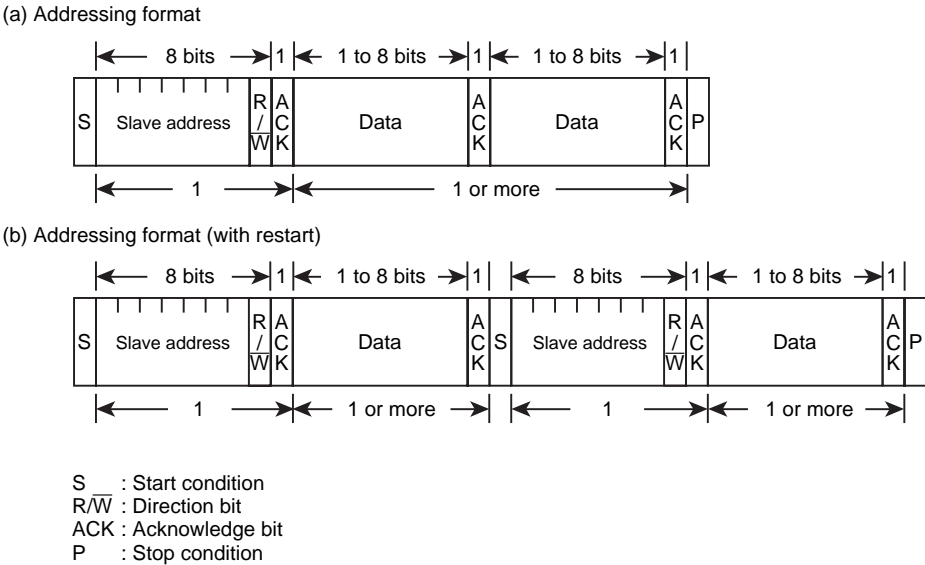 (a) Addressing format
8 bits 1 1 to 8 bits 1 1 to 8 bits 1
S Slave address R/W̅ ACK Data ACK Data ACK P
1 1 or more
(b) Addressing format (with restart)
8 bits 1 1 to 8 bits 1 8 bits 1 1 to 8 bits 1
S Slave address R/W̅ ACK Data ACK S Slave address R/W̅ ACK Data ACK P
1 1 or more 1 1 or more
S : Start condition
R/W̅ : Direction bit
ACK : Acknowledge bit
P : Stop condition